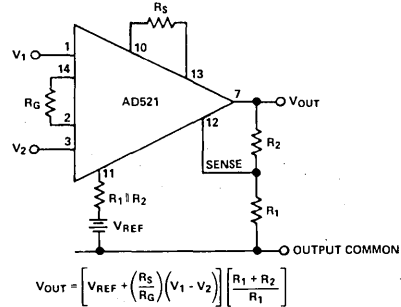 RS
V1
1
14
10
13
RG
AD521
7
VOUT
12
2
R2
V2
3
SENSE
11
R1 ∥ R2
R1
VREF
OUTPUT COMMON
VOUT = [VREF + (RS/RG) (V1 - V2)] [R1 + R2/R1]